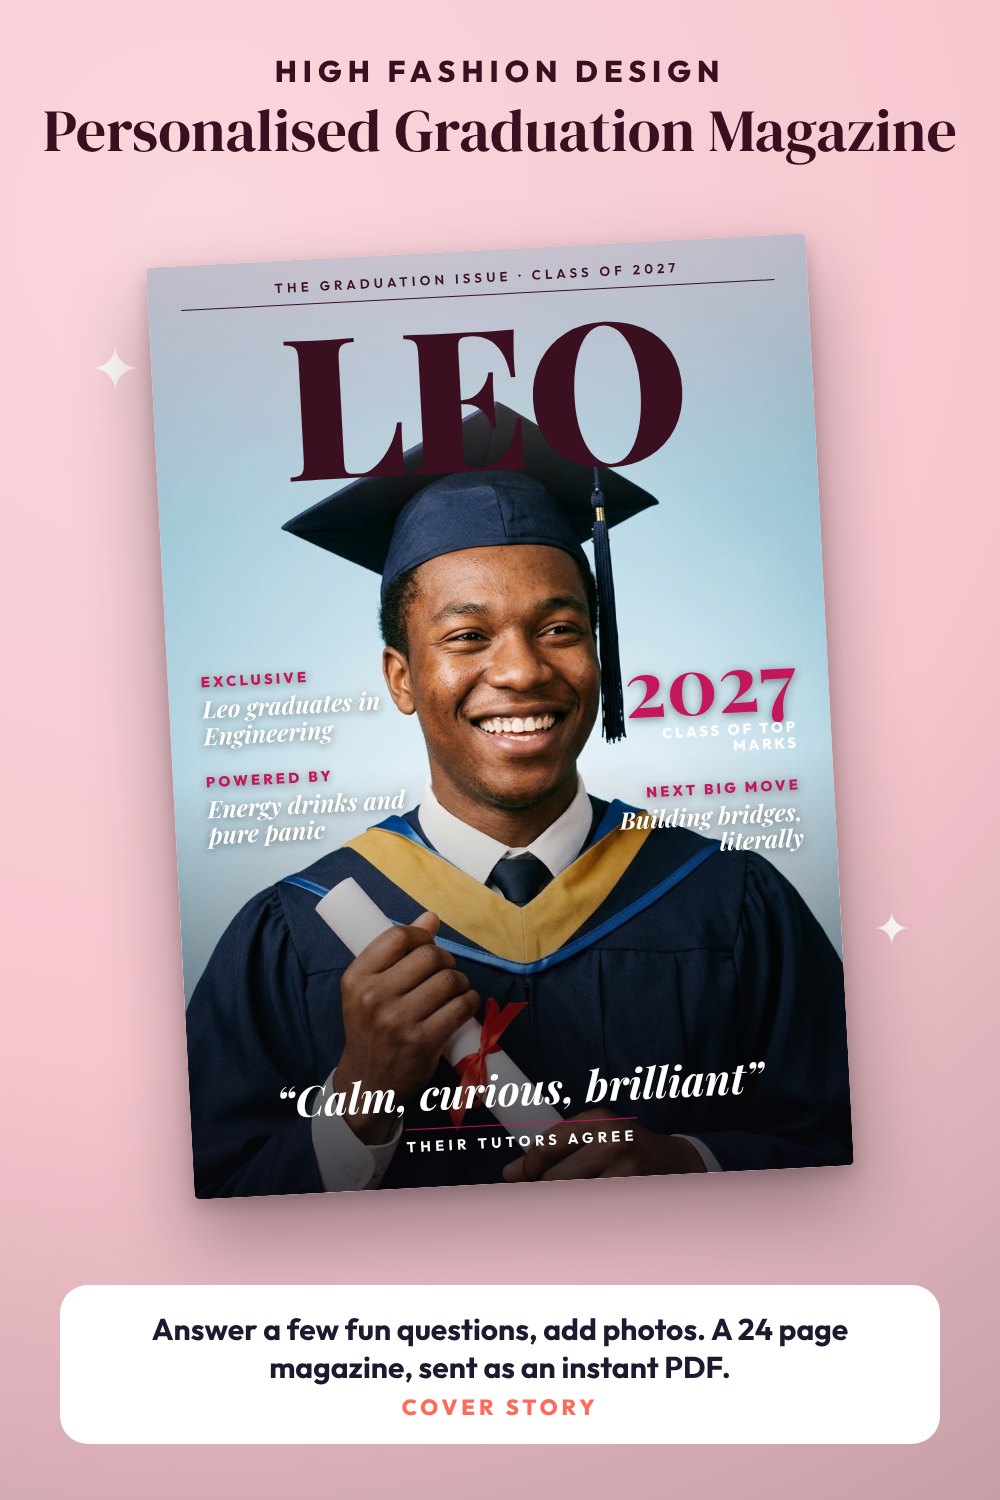 HIGH FASHION DESIGN
Personalised Graduation Magazine
THE GRADUATION ISSUE · CLASS OF 2027
LEO
EXCLUSIVE
Leo graduates in
Engineering
POWERED BY
Energy drinks and
pure panic
2027
CLASS OF TOP
MARKS
NEXT BIG MOVE
Building bridges,
literally
“Calm, curious, brilliant”
THEIR TUTORS AGREE
Answer a few fun questions, add photos. A 24 page
magazine, sent as an instant PDF.
COVER STORY